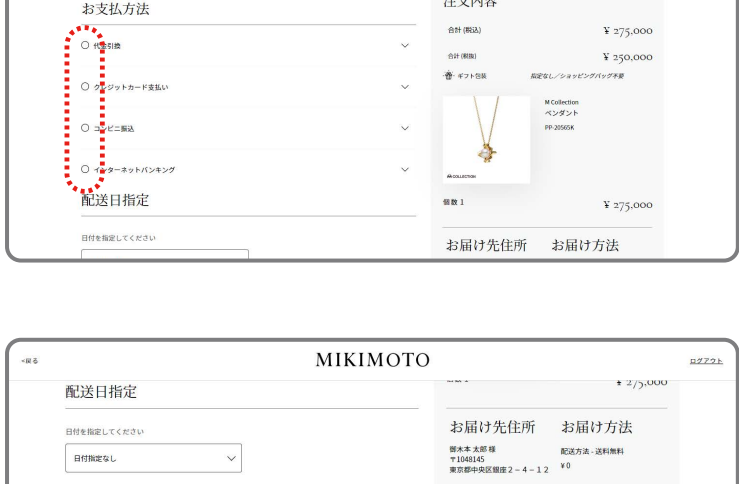 お支払方法
注文内容
代金引換
クレジットカード支払い
コンビニ振込
インターネットバンキング
合計 (税込)
¥ 275,000
合計 (税抜)
¥ 250,000
ギフト包装
指定なし／ショッピングバッグ不要
M Collection
ペンダント
PP-20565K
M COLLECTION
個数 1
¥ 275,000
配送日指定
日付を指定してください
お届け先住所
お届け方法
<戻る
MIKIMOTO
ログアウト
配送日指定
日付を指定してください
日付指定なし
個数 1
¥ 275,000
お届け先住所
お届け方法
御木本 太郎 様
〒1048145
東京都中央区銀座２－４－１２
配送方法 - 送料無料
¥ 0